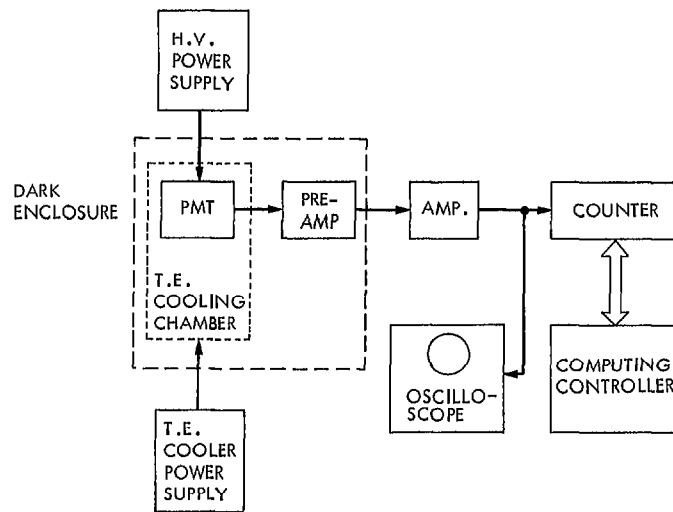 H.V.
POWER
SUPPLY
DARK
ENCLOSURE
PMT
PRE-
AMP
AMP.
COUNTER
T.E.
COOLING
CHAMBER
OSCILLO-
SCOPE
COMPUTING
CONTROLLER
T.E.
COOLER
POWER
SUPPLY